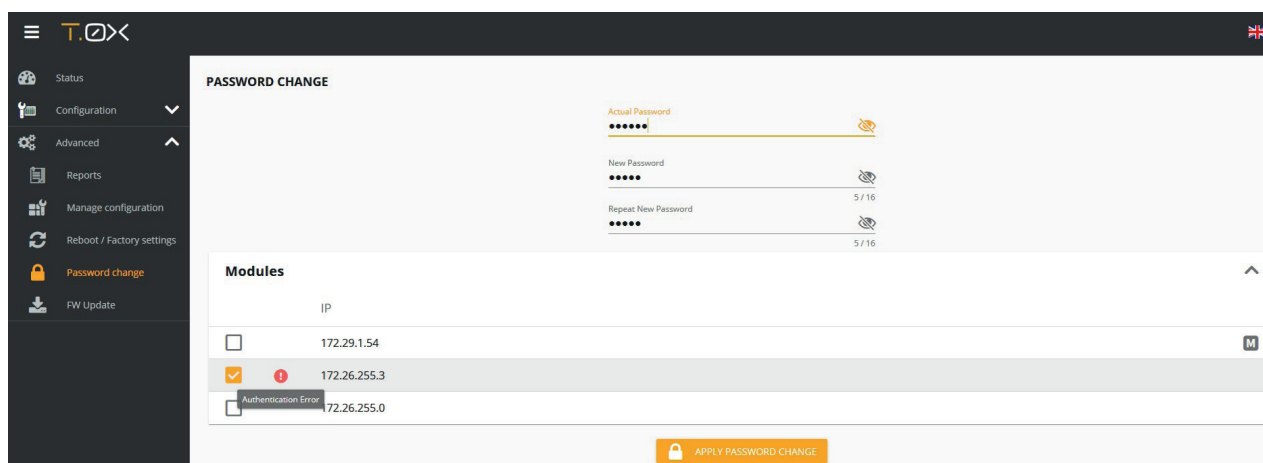 T.OX
Status
Configuration
Advanced
Reports
Manage configuration
Reboot / Factory settings
Password change
FW Update
PASSWORD CHANGE
Actual Password
••••••
New Password
•••••
5 / 16
Repeat New Password
•••••
5 / 16
Modules
IP
172.29.1.54 M
172.26.255.3
Authentication Error
172.26.255.0
APPLY PASSWORD CHANGE